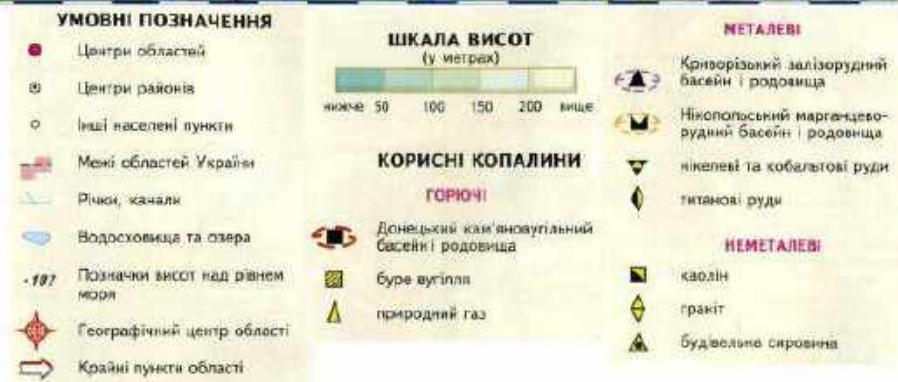 УМОВНІ ПОЗНАЧЕННЯ
Центри областей
Центри районів
Інші населені пункти
Межі областей України
Річки, канали
Водосховища та озера
Позначки висот над рівнем
моря
Географічний центр області
Крайні пункти області
ШКАЛА ВИСОТ
(у метрах)
нижче 50 100 150 200 вище
КОРИСНІ КОПАЛИНИ
ГОРЮЧІ
Донецький кам'яновугільний
басейн і родовища
буре вугілля
природний газ
МЕТАЛЕВІ
Криворізький залізорудний
басейн і родовища
Нікопольський марганцево-
рудний басейн і родовища
нікелеві та кобальтові руди
титанові руди
НЕМЕТАЛЕВІ
каолін
граніт
будівельна сировина